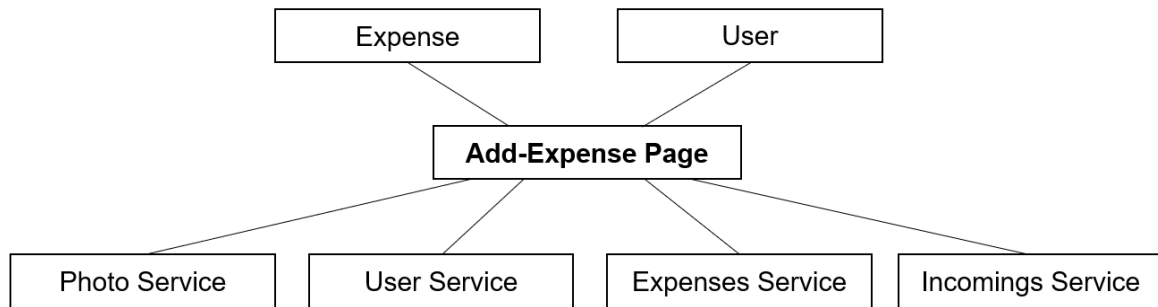 Expense
User
Add-Expense Page
Photo Service
User Service
Expenses Service
Incomings Service